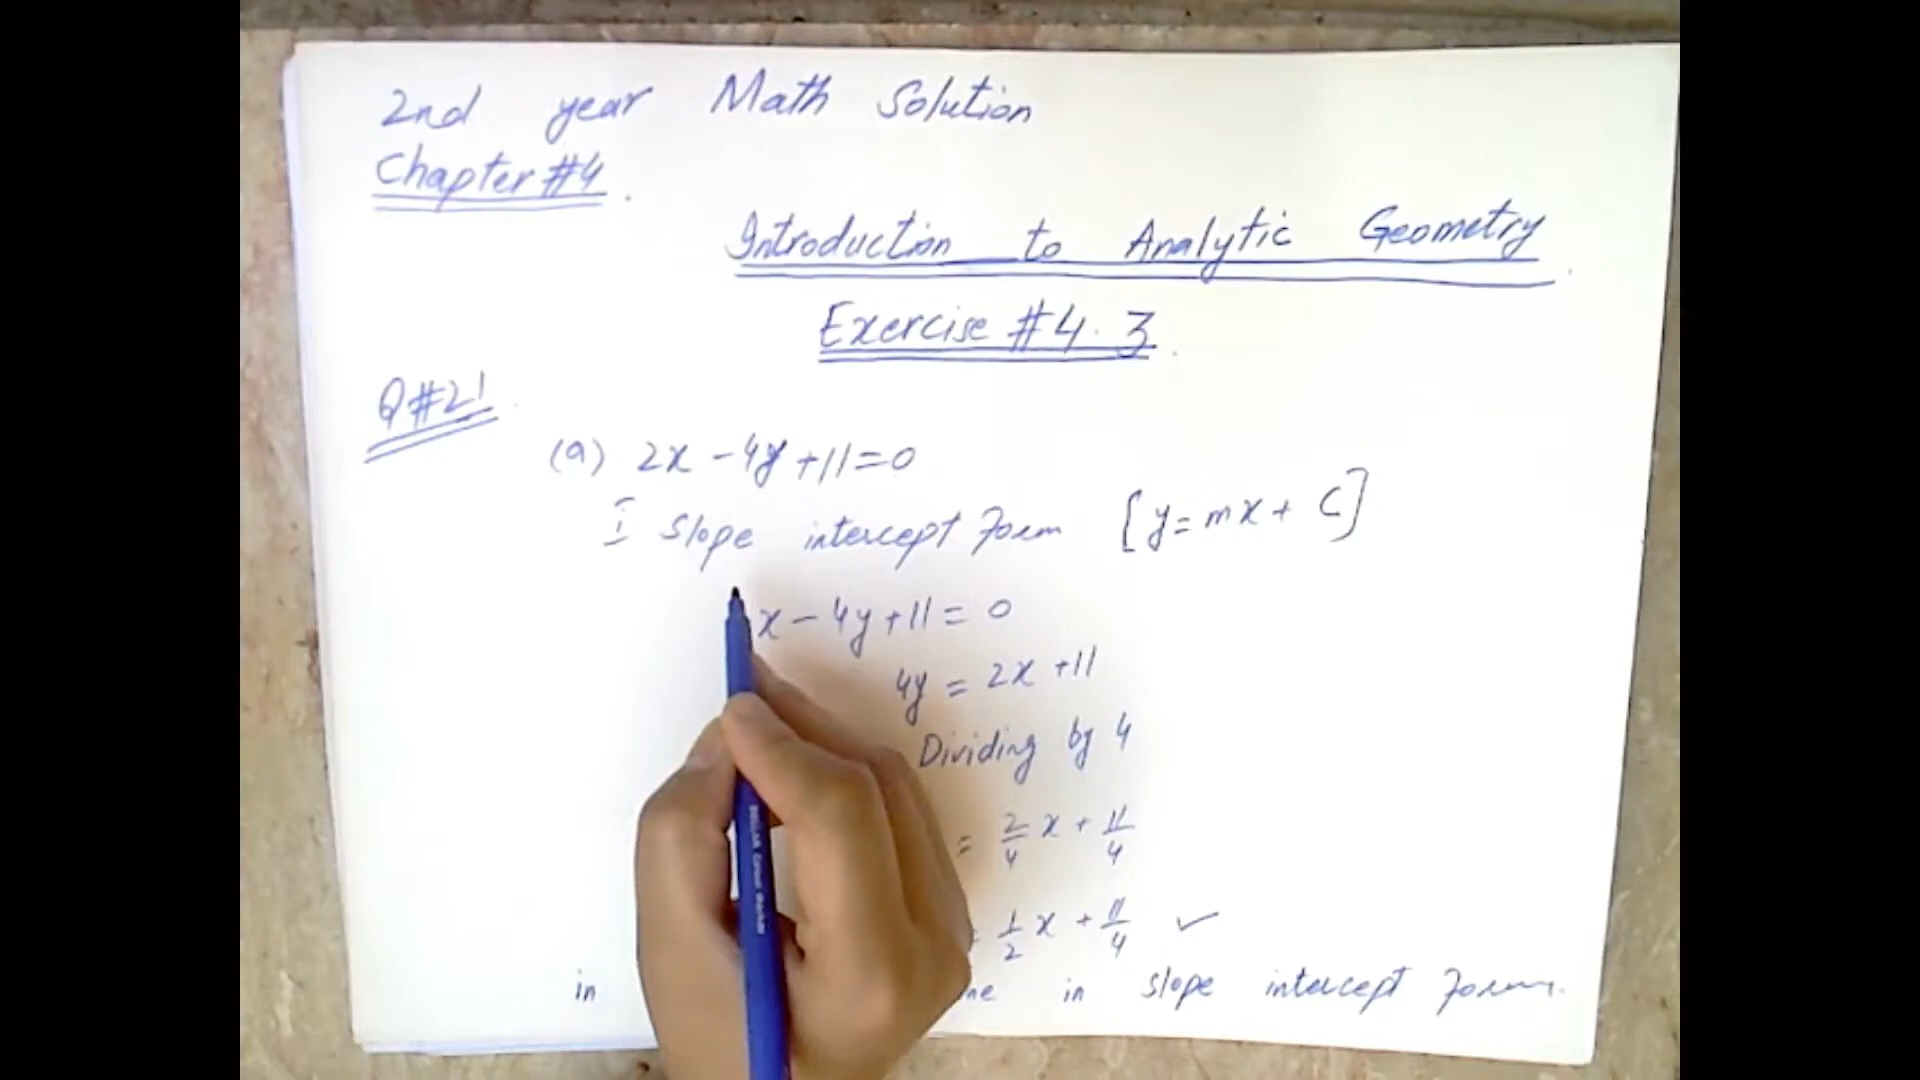 2nd year Math Solution
Chapter #4.
Introduction to Analytic Geometry.
Exercise #4.3.
Q#21.
(a) 2x - 4y + 11 = 0
I Slope intercept Form [y = mx + C]
x - 4y + 11 = 0
4y = 2x + 11
Dividing by 4
= 2/4 x + 11/4
= 1/2 x + 11/4 ✓
in ne in slope intercept Form.